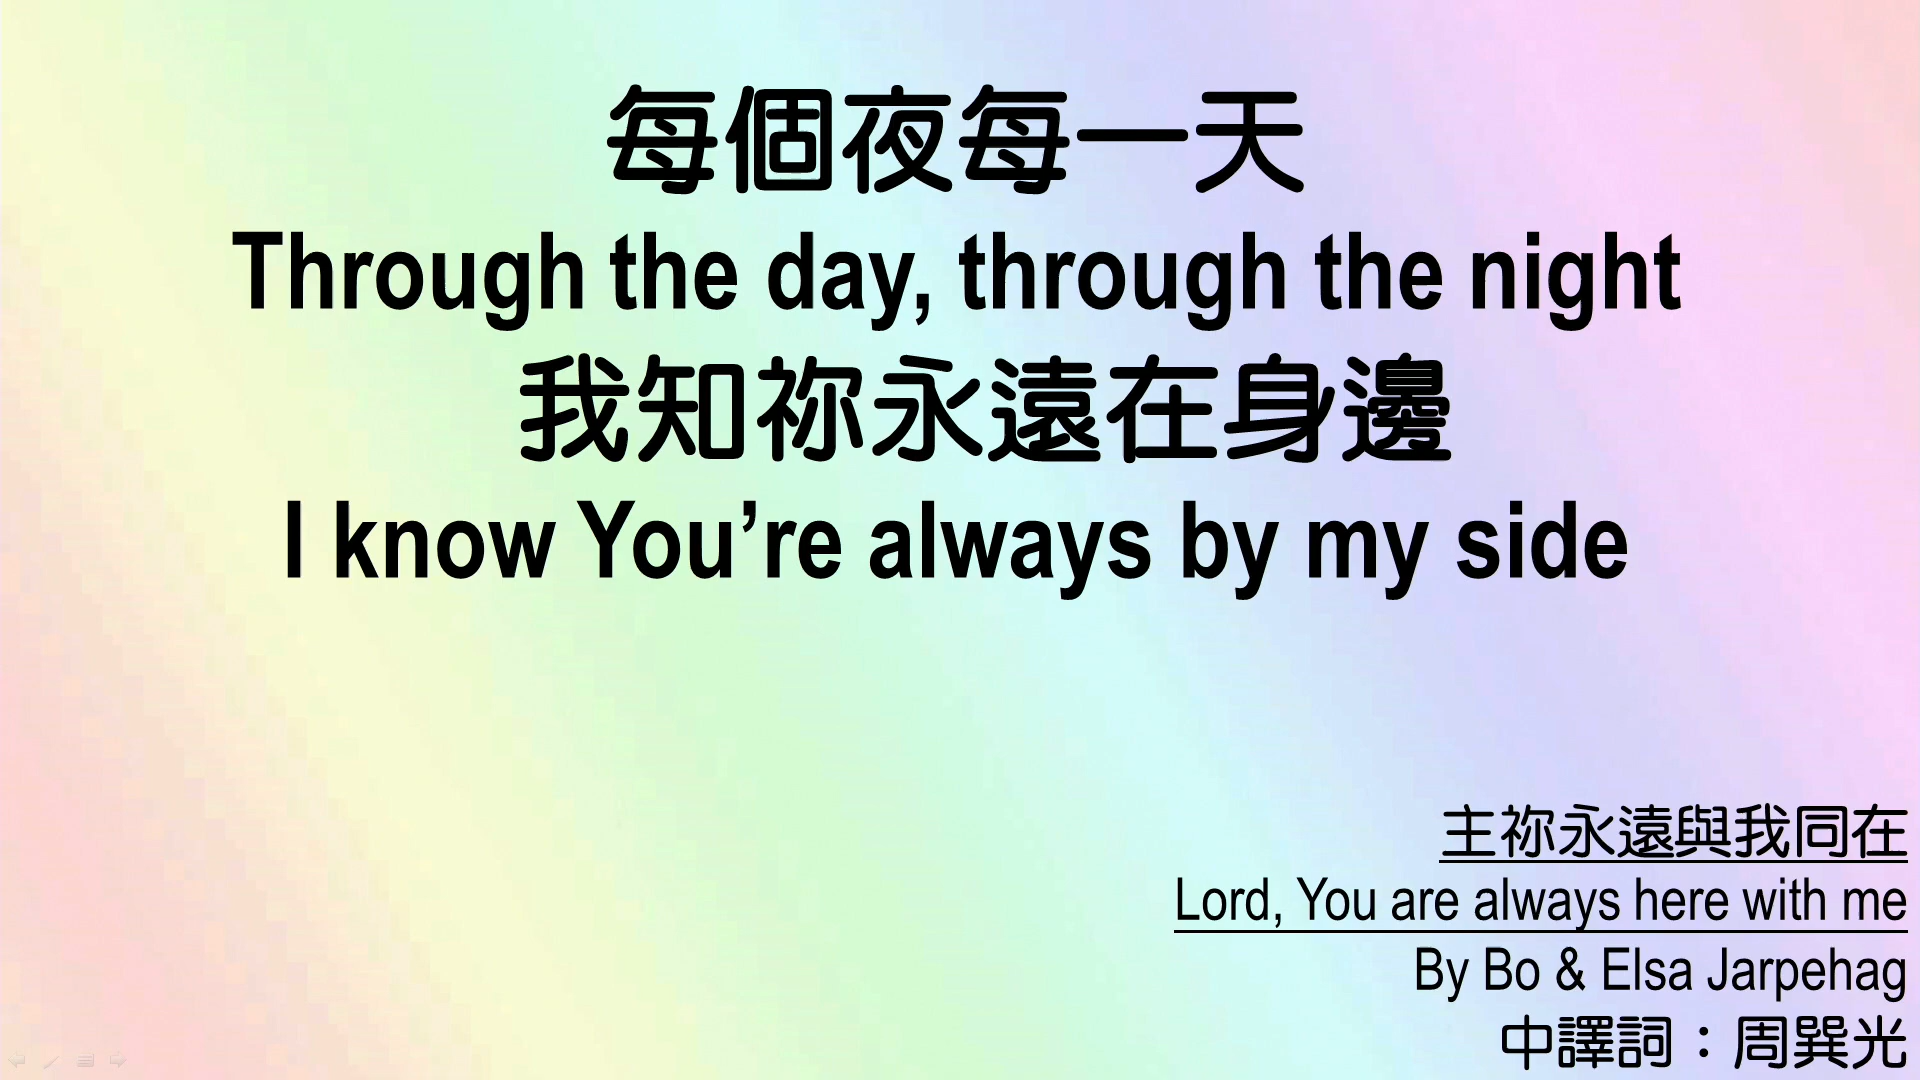 每個夜每一天
Through the day, through the night
我知祢永遠在身邊
I know You’re always by my side
主祢永遠與我同在
Lord, You are always here with me
By Bo & Elsa Jarpehag
中譯詞：周巽光